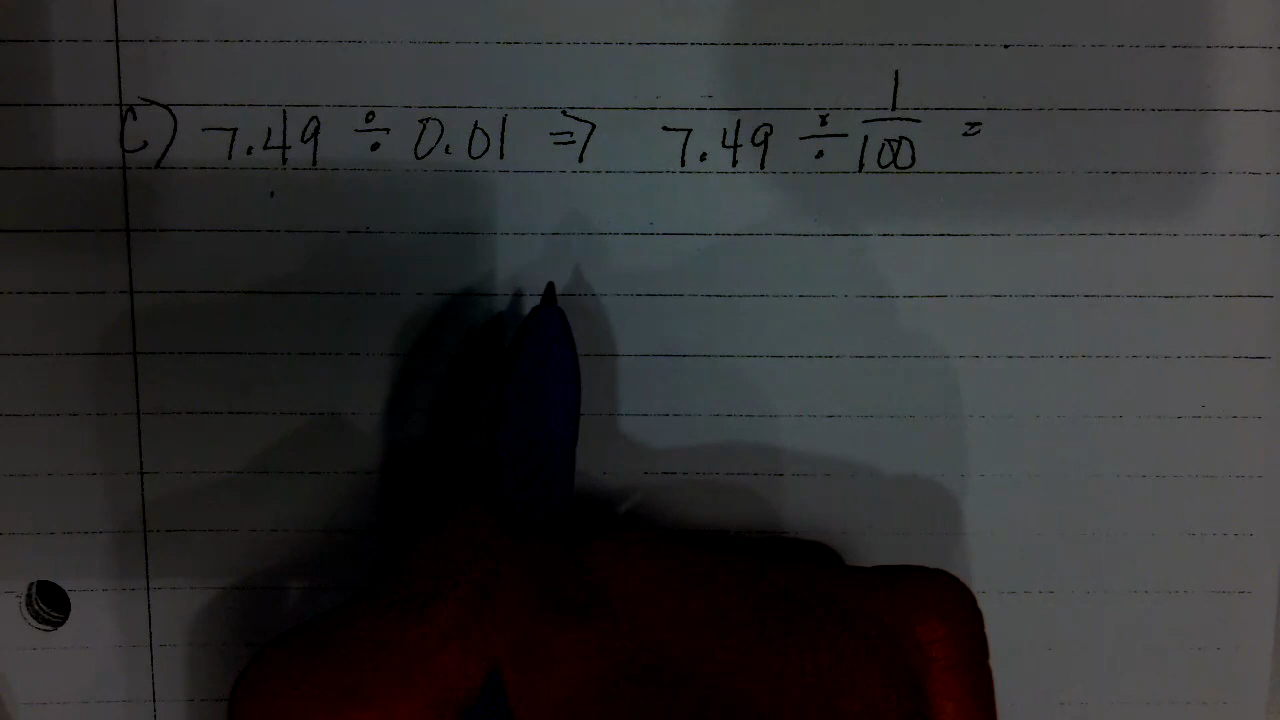 C) 7.49 ÷ 0.01 ⇒ 7.49 ÷ 1/100 =